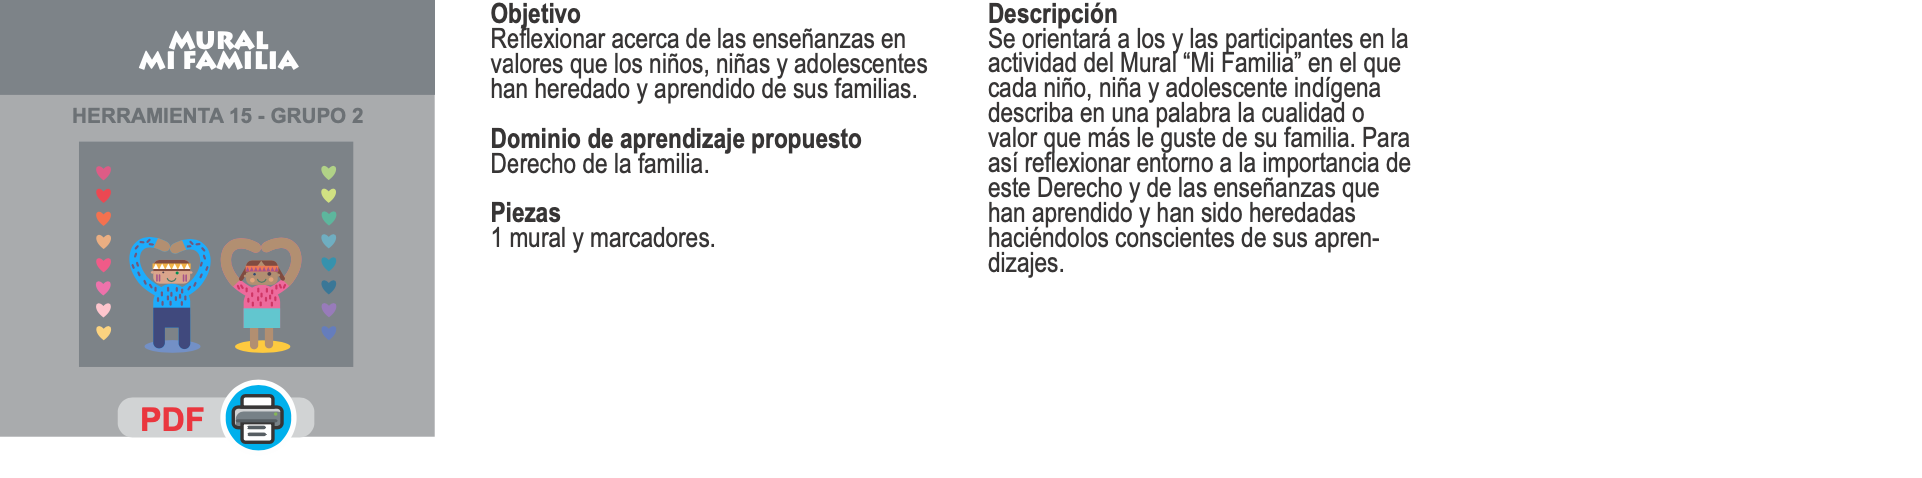 MURAL
MI FAMILIA
HERRAMIENTA 15 - GRUPO 2
PDF
Objetivo
Reflexionar acerca de las enseñanzas en
valores que los niños, niñas y adolescentes
han heredado y aprendido de sus familias.
Dominio de aprendizaje propuesto
Derecho de la familia.
Piezas
1 mural y marcadores.
Descripción
Se orientará a los y las participantes en la
actividad del Mural “Mi Familia” en el que
cada niño, niña y adolescente indígena
describa en una palabra la cualidad o
valor que más le guste de su familia. Para
así reflexionar entorno a la importancia de
este Derecho y de las enseñanzas que
han aprendido y han sido heredadas
haciéndolos conscientes de sus apren-
dizajes.